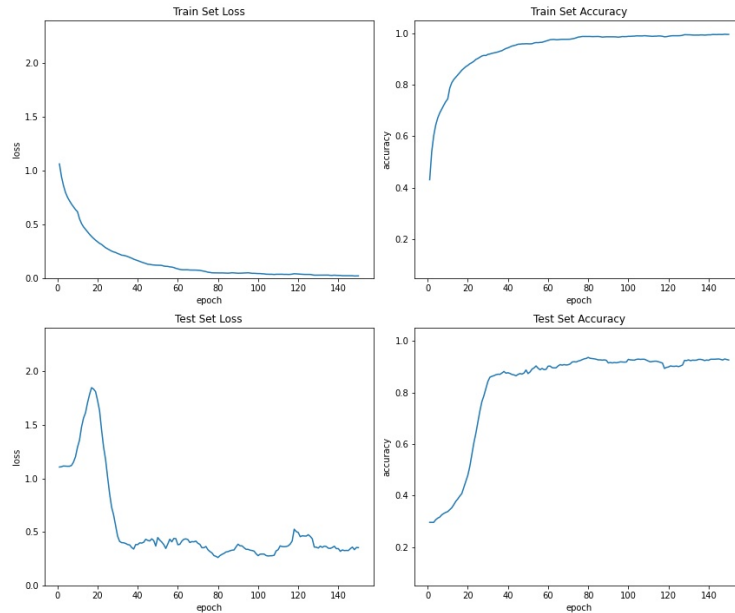 Train Set Loss
2.0
1.5
1.0
0.5
0.0
loss
0 20 40 60 80 100 120 140
epoch
Train Set Accuracy
1.0
0.8
0.6
0.4
0.2
accuracy
0 20 40 60 80 100 120 140
epoch
Test Set Loss
2.0
1.5
1.0
0.5
0.0
loss
0 20 40 60 80 100 120 140
epoch
Test Set Accuracy
1.0
0.8
0.6
0.4
0.2
accuracy
0 20 40 60 80 100 120 140
epoch